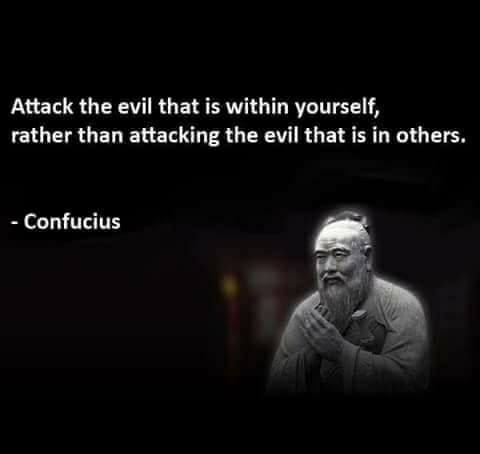 Attack the evil that is within yourself,
rather than attacking the evil that is in others.
- Confucius